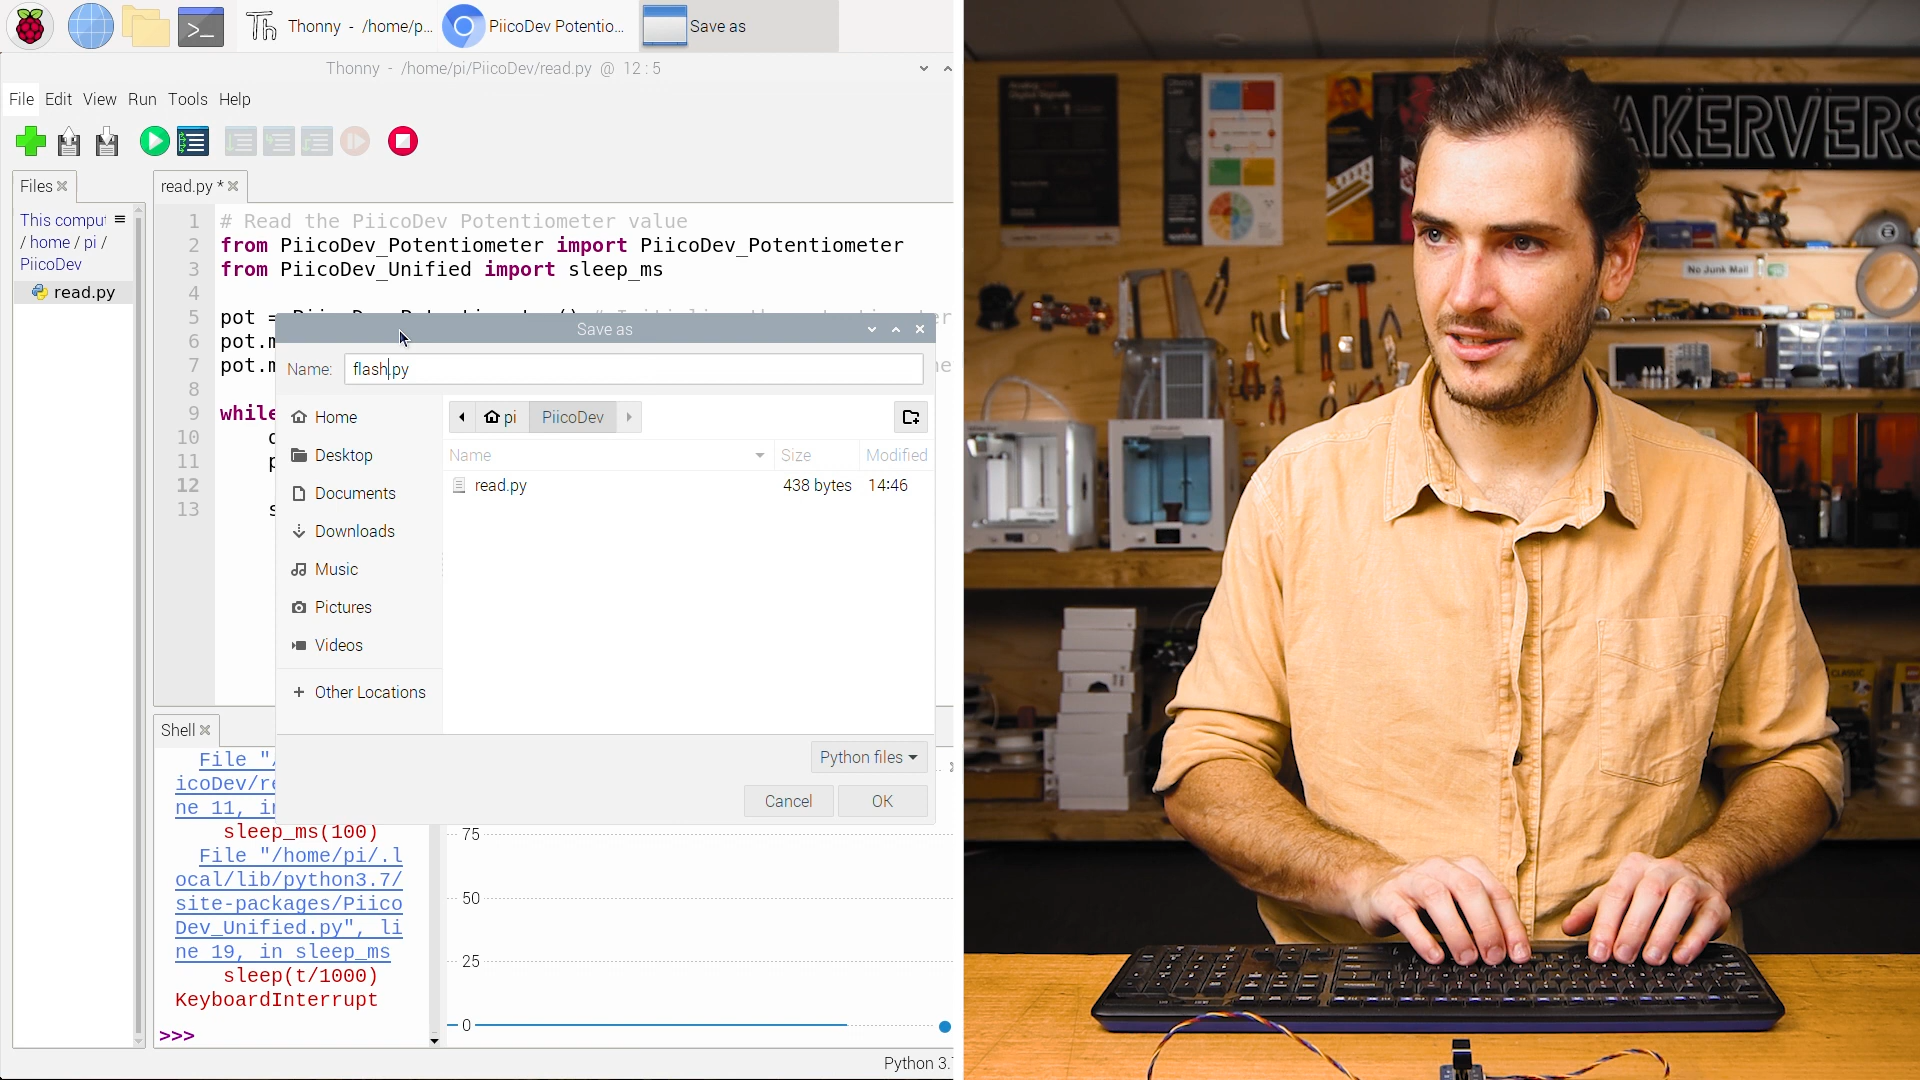 Thonny - /home/p...
PiicoDev Potentio...
Save as
Thonny - /home/pi/PiicoDev/read.py @ 12 : 5
File Edit View Run Tools Help
Files
read.py *
This comput
/ home / pi /
PiicoDev
read.py
1 # Read the PiicoDev Potentiometer value
2 from PiicoDev_Potentiometer import PiicoDev_Potentiometer
3 from PiicoDev_Unified import sleep_ms
4
5 pot =
6 pot.m
7 pot.m
8
9 while
10
11
12
13
Save as
Name: flash.py
Home
Desktop
Documents
Downloads
Music
Pictures
Videos
Other Locations
pi
PiicoDev
Name Size Modified
read.py 438 bytes 14:46
Python files
Cancel OK
Shell
File "/
icoDev/re
ne 11, in
sleep_ms(100)
File "/home/pi/.l
ocal/lib/python3.7/
site-packages/Piico
Dev_Unified.py", li
ne 19, in sleep_ms
sleep(t/1000)
KeyboardInterrupt
>>>
75
50
25
0
Python 3.
AKERVERS
No Junk Mail